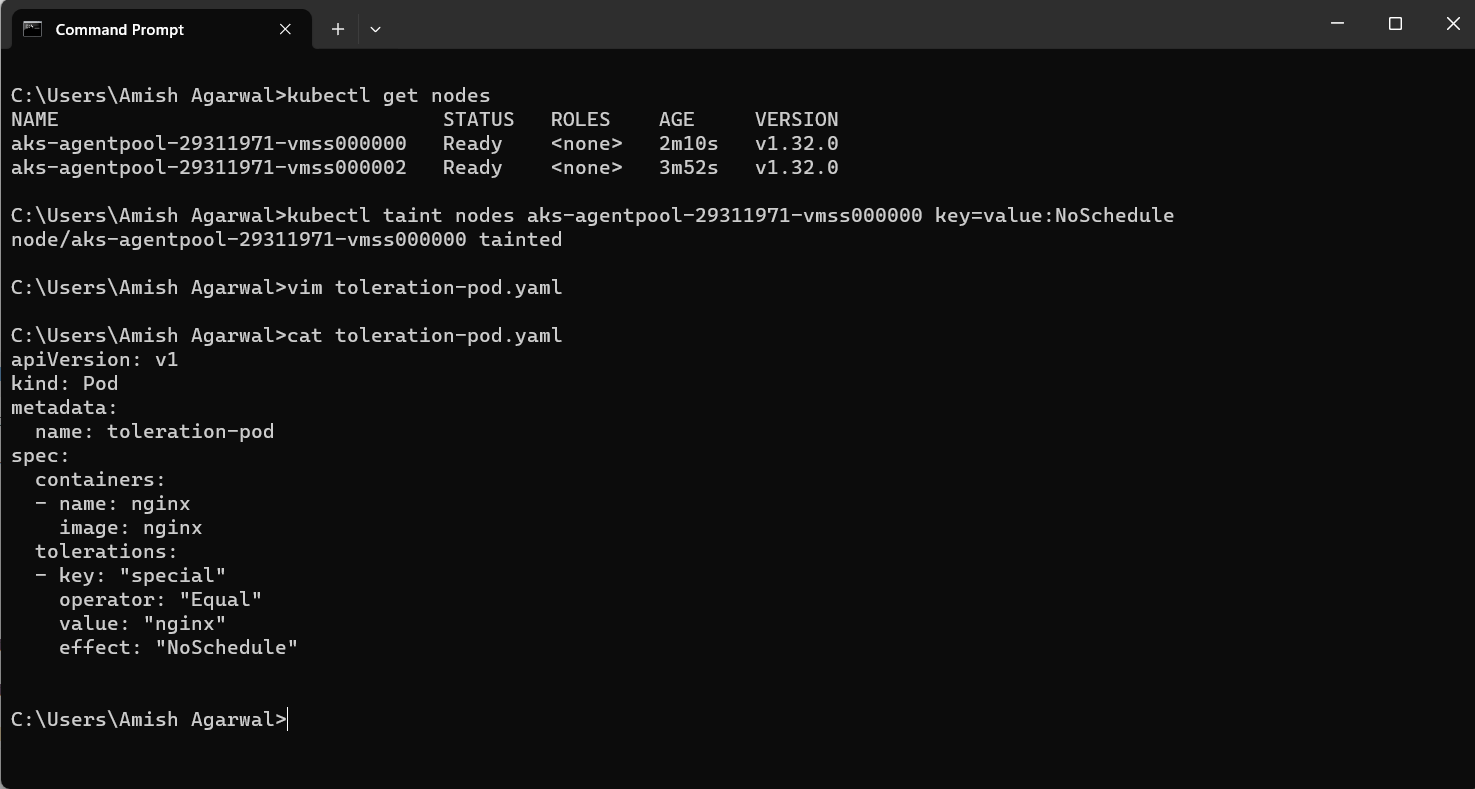 Command Prompt
C:\Users\Amish Agarwal>kubectl get nodes
NAME                                STATUS   ROLES    AGE     VERSION
aks-agentpool-29311971-vmss000000   Ready    <none>   2m10s   v1.32.0
aks-agentpool-29311971-vmss000002   Ready    <none>   3m52s   v1.32.0
C:\Users\Amish Agarwal>kubectl taint nodes aks-agentpool-29311971-vmss000000 key=value:NoSchedule
node/aks-agentpool-29311971-vmss000000 tainted
C:\Users\Amish Agarwal>vim toleration-pod.yaml
C:\Users\Amish Agarwal>cat toleration-pod.yaml
apiVersion: v1
kind: Pod
metadata:
  name: toleration-pod
spec:
  containers:
  - name: nginx
    image: nginx
  tolerations:
  - key: "special"
    operator: "Equal"
    value: "nginx"
    effect: "NoSchedule"
C:\Users\Amish Agarwal>